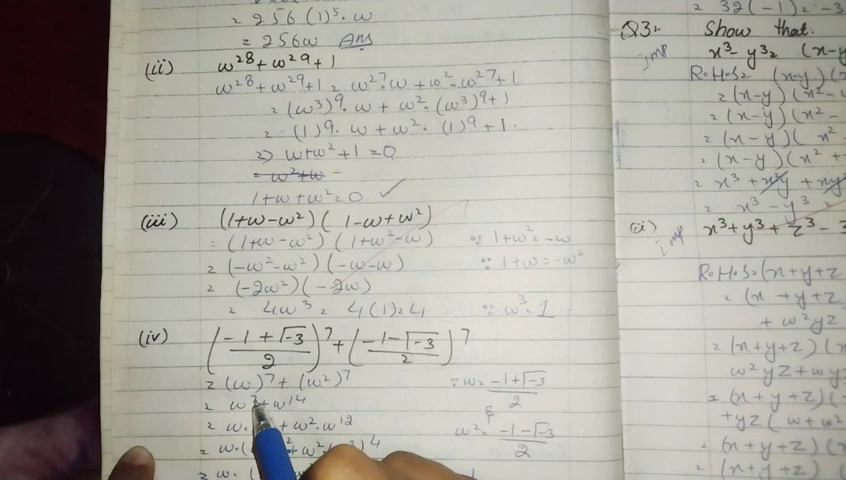 = 256 (1)⁵. ω
= 256ω Ans
(ii) ω²⁸ + ω²⁹ + 1
ω²⁸ + ω²⁹ + 1 = ω²⁷. ω + ω². ω²⁷ + 1
= (ω³)⁹. ω + ω². (ω³)⁹ + 1
= (1)⁹. ω + ω². (1)⁹ + 1.
=> ω + ω² + 1 = 0
1 + ω + ω² = 0 ✓
(iii) (1+ω-ω²) (1-ω+ω²)
= (1+ω-ω²) (1+ω²-ω) ∵ 1+ω² = -ω
= (-ω²-ω²) (-ω-ω) ∵ 1+ω = -ω²
= (-2ω²) (-2ω)
= 4ω³ = 4(1) = 4 ∵ ω³ = 1
(iv) ((-1+√-3)/2)⁷ + ((-1-√-3)/2)⁷
= (ω)⁷ + (ω²)⁷ ∵ ω = (-1+√-3)/2
= ω⁷ + ω¹⁴ &
+ ω². ω¹² ω² = (-1-√-3)/2
32(-1) = -3
Q3. Show that.
imp x³ - y³ = (x-y)
R.H.S = (x-y) (
= (x-y) (x² -
= (x-y) (x² -
= (x-y) ( x²
= (x-y) (x² +
= x³ + x²y + xy
= x³ - y³
(ii) x³ + y³ + z³ - 3
imp
R.H.S = (x+y+z
= (x + y + z
+ ω²yz
= (x+y+z) (x
ω²yz + ωy
= (x+y+z) (
+ yz ( ω + ω²
= (x+y+z) (x
= (x+y+z) (x